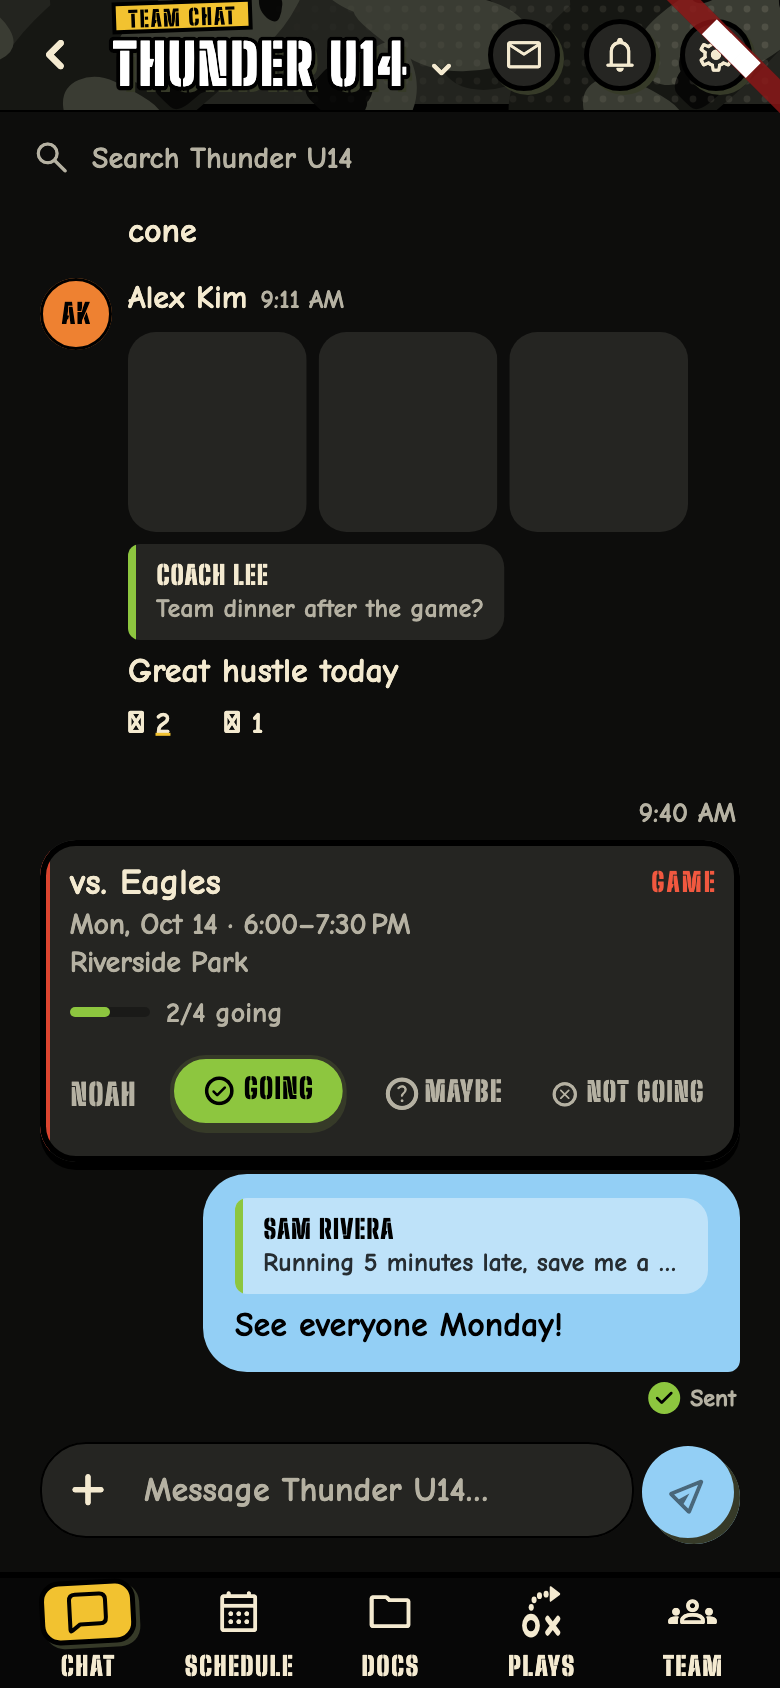 TEAM CHAT
THUNDER U14
Search Thunder U14
cone
AK
Alex Kim 9:11 AM
COACH LEE
Team dinner after the game?
Great hustle today
2 1
9:40 AM
vs. Eagles GAME
Mon, Oct 14 · 6:00–7:30 PM
Riverside Park
2/4 going
NOAH GOING MAYBE NOT GOING
SAM RIVERA
Running 5 minutes late, save me a ...
See everyone Monday!
Sent
Message Thunder U14...
CHAT SCHEDULE DOCS PLAYS TEAM